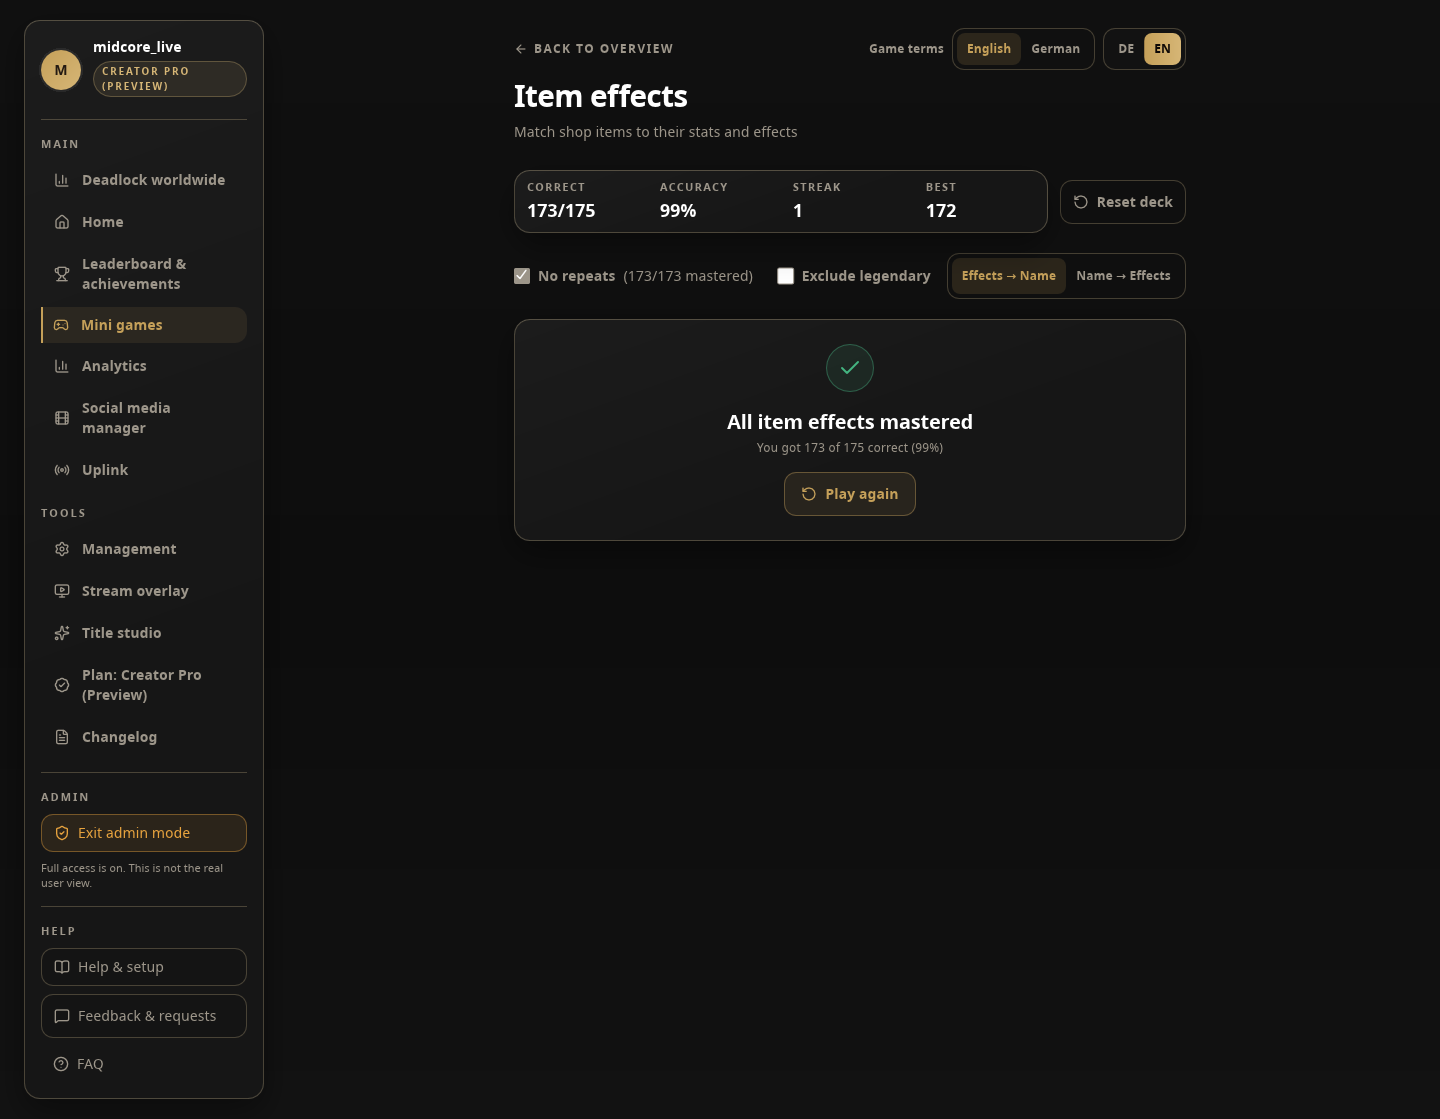 M
midcore_live
CREATOR PRO
(PREVIEW)
MAIN
Deadlock worldwide
Home
Leaderboard &
achievements
Mini games
Analytics
Social media
manager
Uplink
TOOLS
Management
Stream overlay
Title studio
Plan: Creator Pro
(Preview)
Changelog
ADMIN
Exit admin mode
Full access is on. This is not the real
user view.
HELP
Help & setup
Feedback & requests
FAQ
← BACK TO OVERVIEW
Game terms English German DE EN
Item effects
Match shop items to their stats and effects
CORRECT ACCURACY STREAK BEST
173/175 99% 1 172
Reset deck
No repeats (173/173 mastered) Exclude legendary Effects → Name Name → Effects
All item effects mastered
You got 173 of 175 correct (99%)
Play again